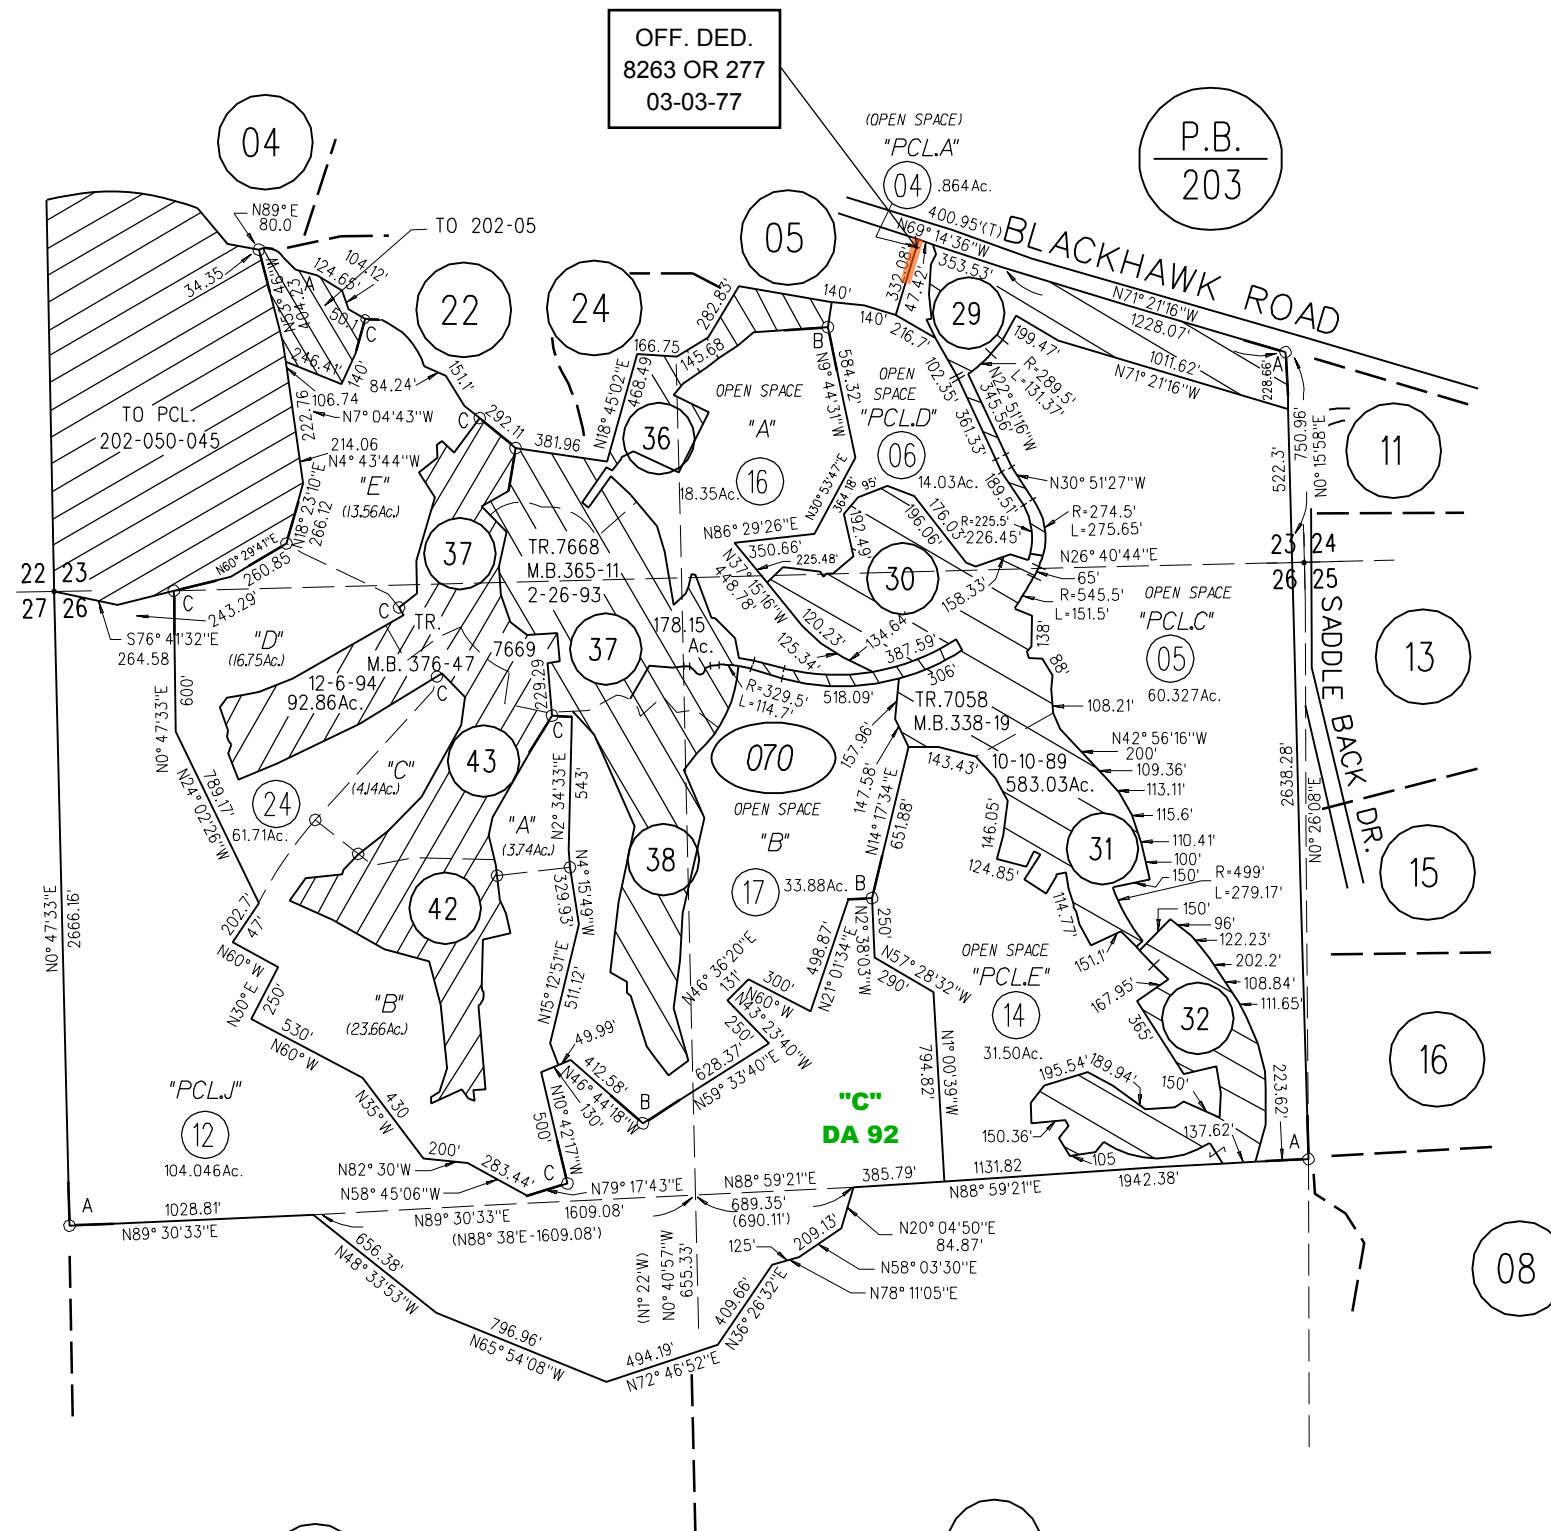 OFF. DED.
8263 OR 277
03-03-77
(OPEN SPACE)
"PCL.A"
04
.864Ac.
P.B.
203
04
N89° E
80.0
TO 202-05
34.35
104.12'
124.65'
A
404.23'
50.1'
C
246.41'
140'
22
24
05
282.83'
140'
140'
216.7'
332.08'
47.42'
400.95'(T)
N69° 14'36"W
353.53'
BLACKHAWK ROAD
N71° 21'16"W
1228.07'
1011.62'
N71° 21'16"W
A
228.66'
29
199.47'
R=289.5'
L=131.37'
N22° 51'16"W
345.56'
102.35'
361.33'
TO PCL.
202-050-045
222.76
106.74
N7° 04'43"W
214.06
N4° 43'44"W
84.24'
151.1'
C
292.11
381.96
N18° 45'02"E
468.49
166.75
145.68
36
OPEN SPACE
"A"
16
18.35Ac.
B
584.32'
N9° 44'31"W
OPEN
SPACE
"PCL.D"
06
14.03Ac.
95'
364.18'
N30° 53'47"E
792.49'
196.06'
176.03'
R=225.5'
226.45'
189.51'
N30° 51'27"W
R=274.5'
L=275.65'
N26° 40'44"E
65'
R=545.5'
L=151.5'
158.33'
138'
88'
522.3'
750.96'
N0° 15'58"E
11
"E"
(13.56Ac.)
N18° 23'10"E
266.12
N60° 29'41"E
260.85
243.29'
22 23
27 26
S76° 41'32"E
264.58
C
"D"
(16.75Ac.)
600'
N0° 47'33"E
37
TR.7668
M.B.365-11
2-26-93
178.15
Ac.
37
C
TR.
7669
M.B. 376-47
12-6-94
92.86Ac.
C
229.29
N86° 29'26"E
350.66'
225.48'
N37° 15'16"W
448.78'
120.23'
125.34'
134.64'
387.59'
306'
518.09'
R=329.5'
L=114.7'
30
OPEN SPACE
"PCL.C"
05
60.327Ac.
23 24
26 25
SADDLE BACK DR.
13
TR.7058
M.B.338-19
10-10-89
583.03Ac.
108.21'
N42° 56'16"W
200'
109.36'
113.11'
115.6'
110.41'
100'
150'
R=499'
L=279.17'
2638.28'
N0° 26'08"E
15
070
157.96'
147.58'
143.43'
146.05'
124.85'
31
114.77'
151.1'
N14° 17'34"E
651.88'
OPEN SPACE
"B"
17
33.88Ac.
B
43
C
"C"
(4.14Ac.)
"A"
(3.74Ac.)
543'
N2° 34'33"E
N4° 15'49"W
329.93'
24
61.71Ac.
789.17'
N24° 02'26"W
202.7'
47'
N60° W
250'
N30° E
530'
N60° W
42
38
"B"
(23.66Ac.)
N15° 12'51"E
511.12'
N0° 47'33"E
2666.16'
250'
N2° 38'03"W
498.87'
N21° 01'34"E
N57° 28'32"W
290'
N46° 36'20"E
131'
300'
N60° W
N43° 23'40"W
250'
628.37'
N59° 33'40"E
B
49.99'
412.58'
N46° 44'18"W
130'
N10° 42'17"W
500'
C
OPEN SPACE
"PCL.E"
14
31.50Ac.
150'
96'
122.23'
202.2'
108.84'
111.65'
167.95'
365'
32
16
195.54'
189.94'
150'
150.36'
105
137.62'
223.62'
A
794.82'
N1° 00'39"W
"C"
DA 92
"PCL.J"
12
104.046Ac.
430
N35° W
200'
N82° 30'W
283.44'
N58° 45'06"W
N79° 17'43"E
A
1028.81'
N89° 30'33"E
N89° 30'33"E
1609.08'
(N88° 38'E-1609.08')
N88° 59'21"E
689.35'
(690.11')
385.79'
1131.82
N88° 59'21"E
1942.38'
656.38'
N48° 33'53"W
796.96'
N65° 54'08"W
494.19'
N72° 46'52"E
409.66'
N36° 26'32"E
125'
209.13'
N20° 04'50"E
84.87'
N58° 03'30"E
N78° 11'05"E
(N1° 22'W)
N0° 40'57"W
655.33'
08